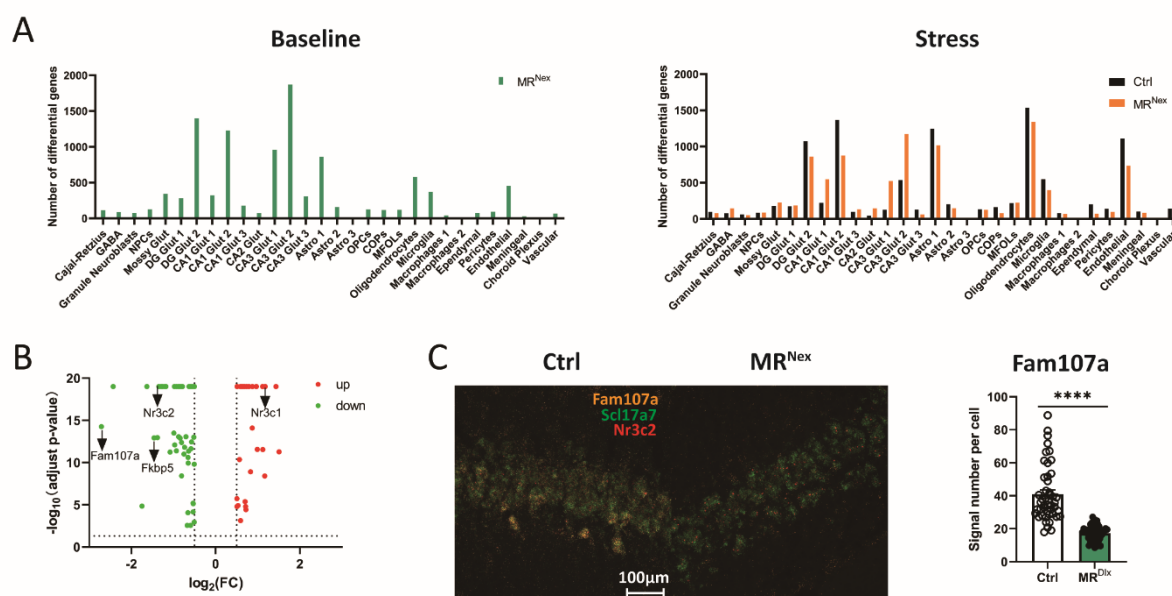 A
Baseline
Stress
Number of differential genes
2000
1500
1000
500
0
MRNex
Cajal-Retzius
GABA
Granule Neuroblasts
NPCs
Mossy Glut
DG Glut 1
DG Glut 2
CA1 Glut 1
CA1 Glut 2
CA1 Glut 3
CA2 Glut
CA3 Glut 1
CA3 Glut 2
CA3 Glut 3
Astro 1
Astro 2
Astro 3
OPCs
COPs
MFOLs
Oligodendrocytes
Microglia
Macrophages 1
Macrophages 2
Ependymal
Pericytes
Endothelial
Meningeal
Choroid Plexus
Vascular
Number of differential genes
2000
1500
1000
500
0
Ctrl
MRNex
Cajal-Retzius
GABA
Granule Neuroblasts
NPCs
Mossy Glut
DG Glut 1
DG Glut 2
CA1 Glut 1
CA1 Glut 2
CA1 Glut 3
CA2 Glut
CA3 Glut 1
CA3 Glut 2
CA3 Glut 3
Astro 1
Astro 2
Astro 3
OPCs
COPs
MFOLs
Oligodendrocytes
Microglia
Macrophages 1
Macrophages 2
Ependymal
Pericytes
Endothelial
Meningeal
Choroid Plexus
Vascular
B
-log10(adjust p-value)
20
15
10
5
0
up
down
Nr3c2
Nr3c1
Fam107a
Fkbp5
-2 0 2
log2(FC)
C
Ctrl MRNex
Fam107a
Scl17a7
Nr3c2
100μm
Fam107a
Signal number per cell
100
80
60
40
20
0
****
Ctrl MRDlx